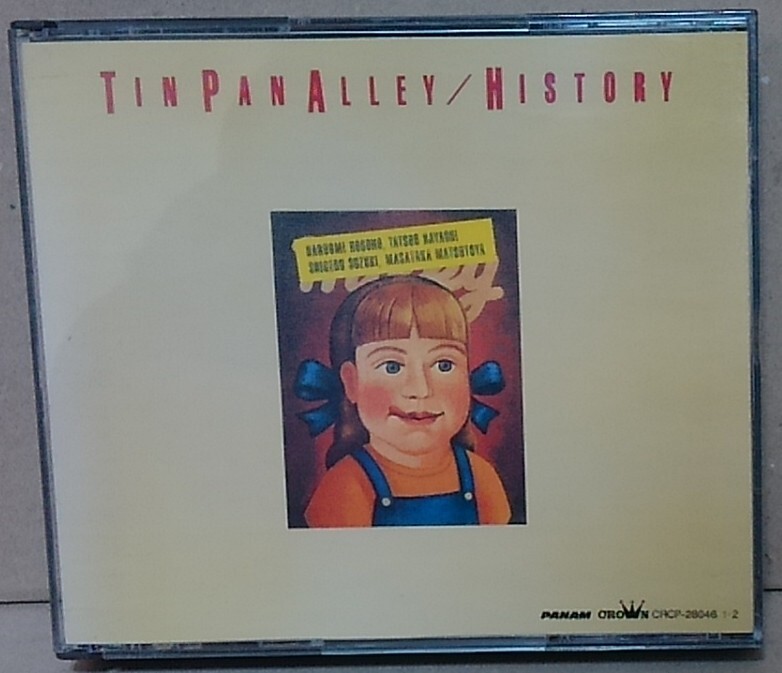 TIN PAN ALLEY/HISTORY
HARUOMI HOSONO, TATSUO HAYASHI
SHIGERU SUZUKI, MASATAKA MATSUTOYA
PANAM CROWN CRCP-28046 1/2